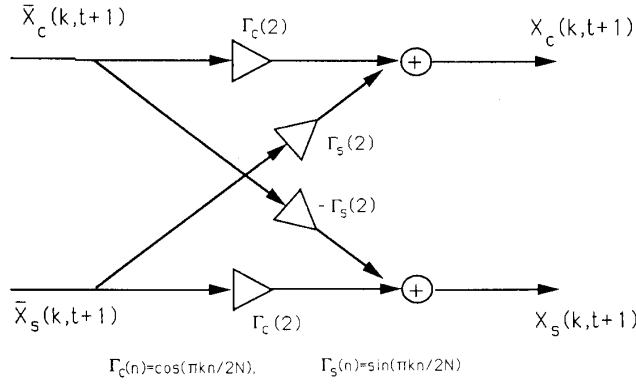 X̄c(k,t+1)
Γc(2)
Xc(k,t+1)
+
Γs(2)
-Γs(2)
+
X̄s(k,t+1)
Γc(2)
Xs(k,t+1)
Γc(n)=cos(πkn/2N), Γs(n)=sin(πkn/2N)